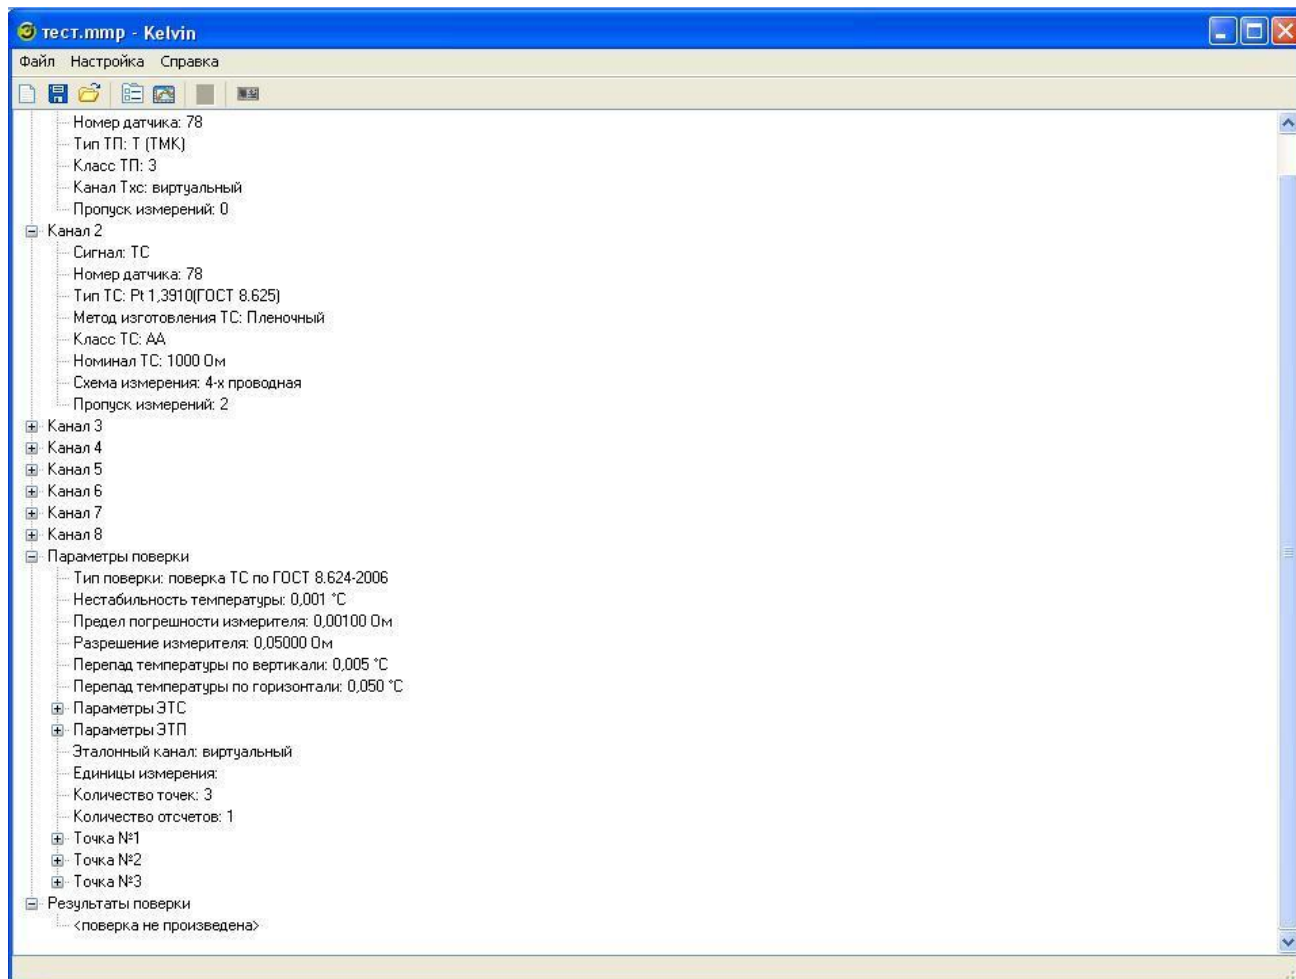 тест.mmp - Kelvin
Файл Настройка Справка
Номер датчика: 78
Тип ТП: Т (ТМК)
Класс ТП: 3
Канал Тхс: виртуальный
Пропуск измерений: 0
Канал 2
Сигнал: ТС
Номер датчика: 78
Тип ТС: Pt 1,3910(ГОСТ 8.625)
Метод изготовления ТС: Пленочный
Класс ТС: АА
Номинал ТС: 1000 Ом
Схема измерения: 4-х проводная
Пропуск измерений: 2
Канал 3
Канал 4
Канал 5
Канал 6
Канал 7
Канал 8
Параметры поверки
Тип поверки: поверка ТС по ГОСТ 8.624-2006
Нестабильность температуры: 0,001 °С
Предел погрешности измерителя: 0,00100 Ом
Разрешение измерителя: 0,05000 Ом
Перепад температуры по вертикали: 0,005 °С
Перепад температуры по горизонтали: 0,050 °С
Параметры ЭТС
Параметры ЭТП
Эталонный канал: виртуальный
Единицы измерения:
Количество точек: 3
Количество отсчетов: 1
Точка №1
Точка №2
Точка №3
Результаты поверки
<поверка не произведена>